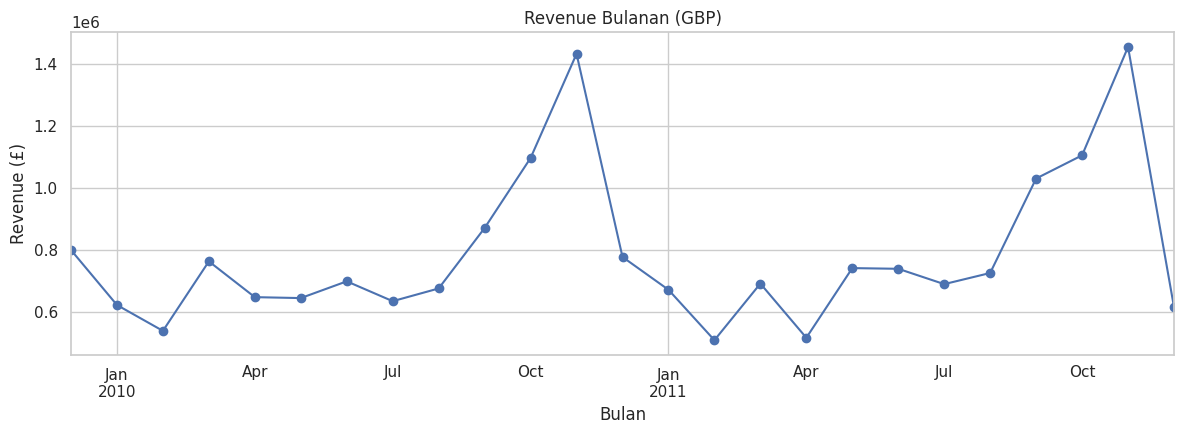 Revenue Bulanan (GBP)
1e6
Revenue (£)
1.4
1.2
1.0
0.8
0.6
Jan
2010
Apr
Jul
Oct
Jan
2011
Apr
Jul
Oct
Bulan